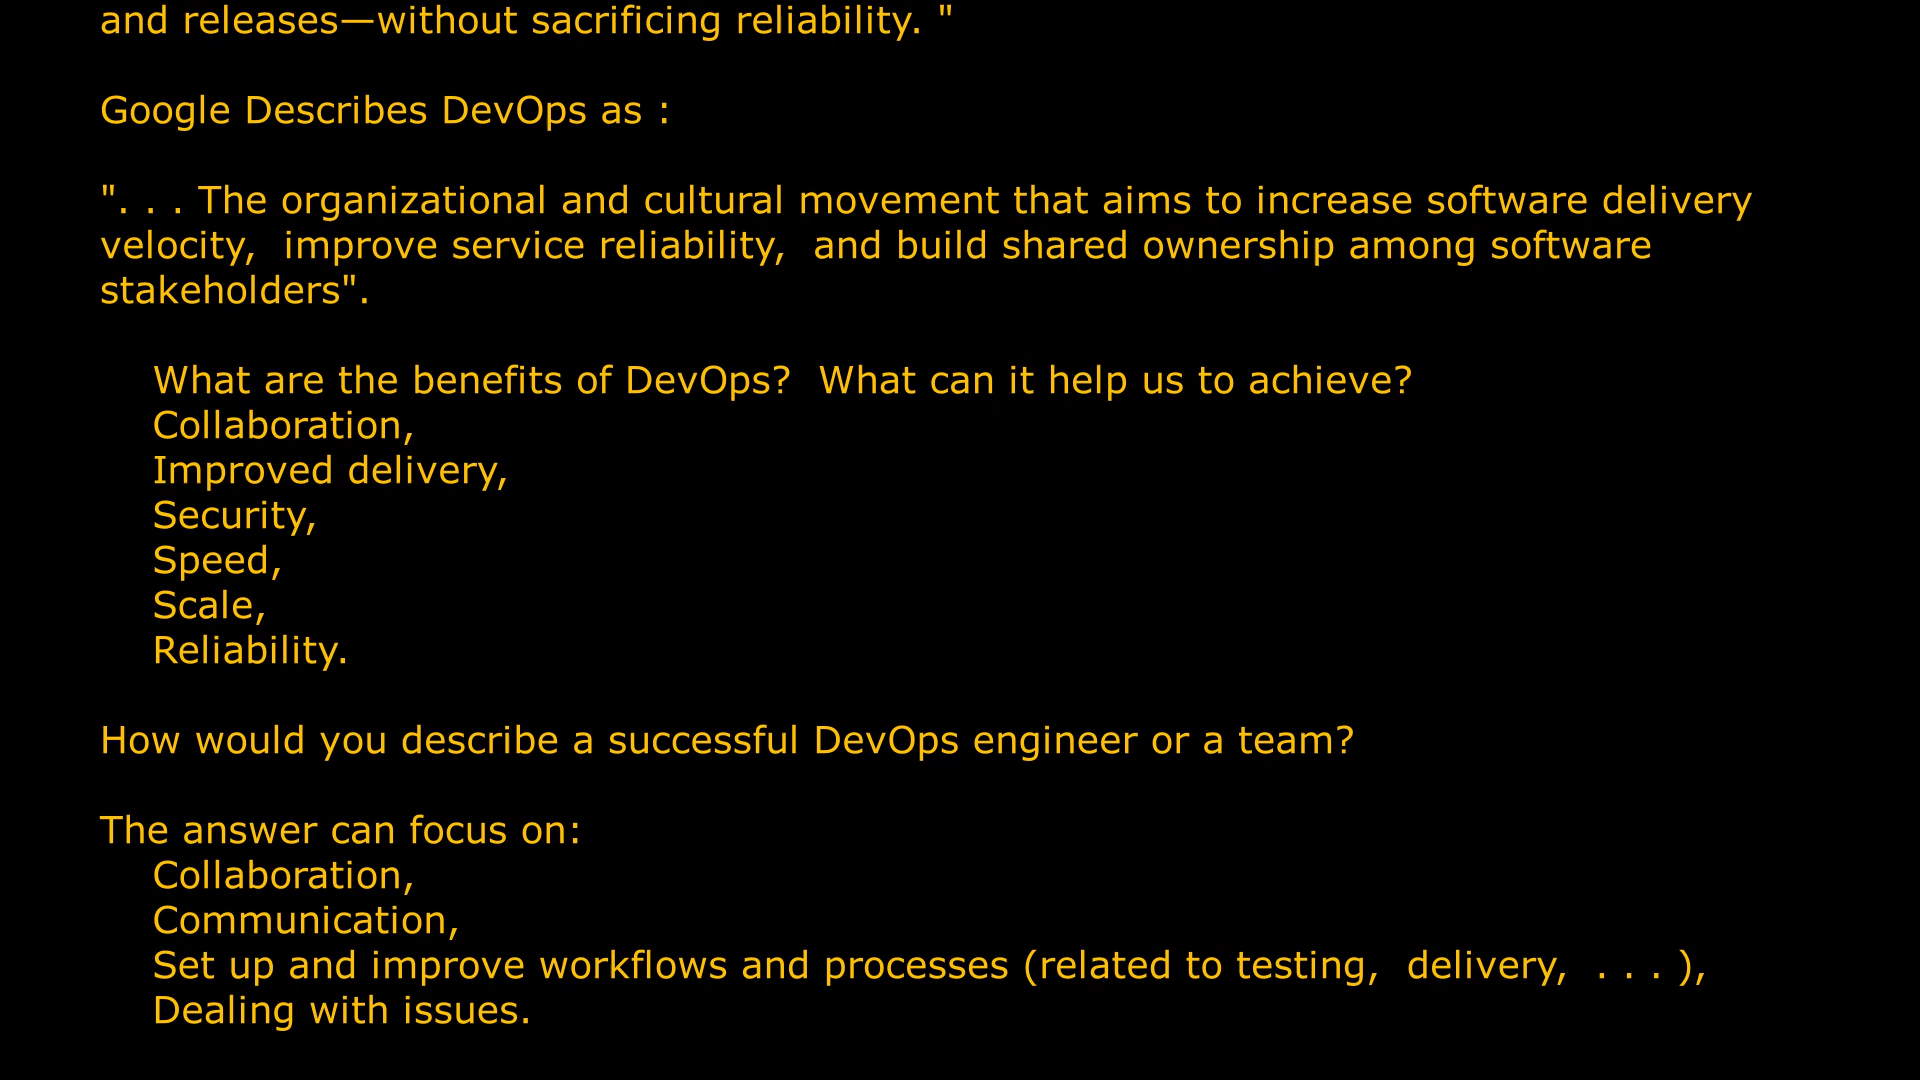 and releases—without sacrificing reliability. "
Google Describes DevOps as :
". . . The organizational and cultural movement that aims to increase software delivery
velocity,  improve service reliability,  and build shared ownership among software
stakeholders".
What are the benefits of DevOps?  What can it help us to achieve?
Collaboration,
Improved delivery,
Security,
Speed,
Scale,
Reliability.
How would you describe a successful DevOps engineer or a team?
The answer can focus on:
Collaboration,
Communication,
Set up and improve workflows and processes (related to testing,  delivery,  . . . ),
Dealing with issues.